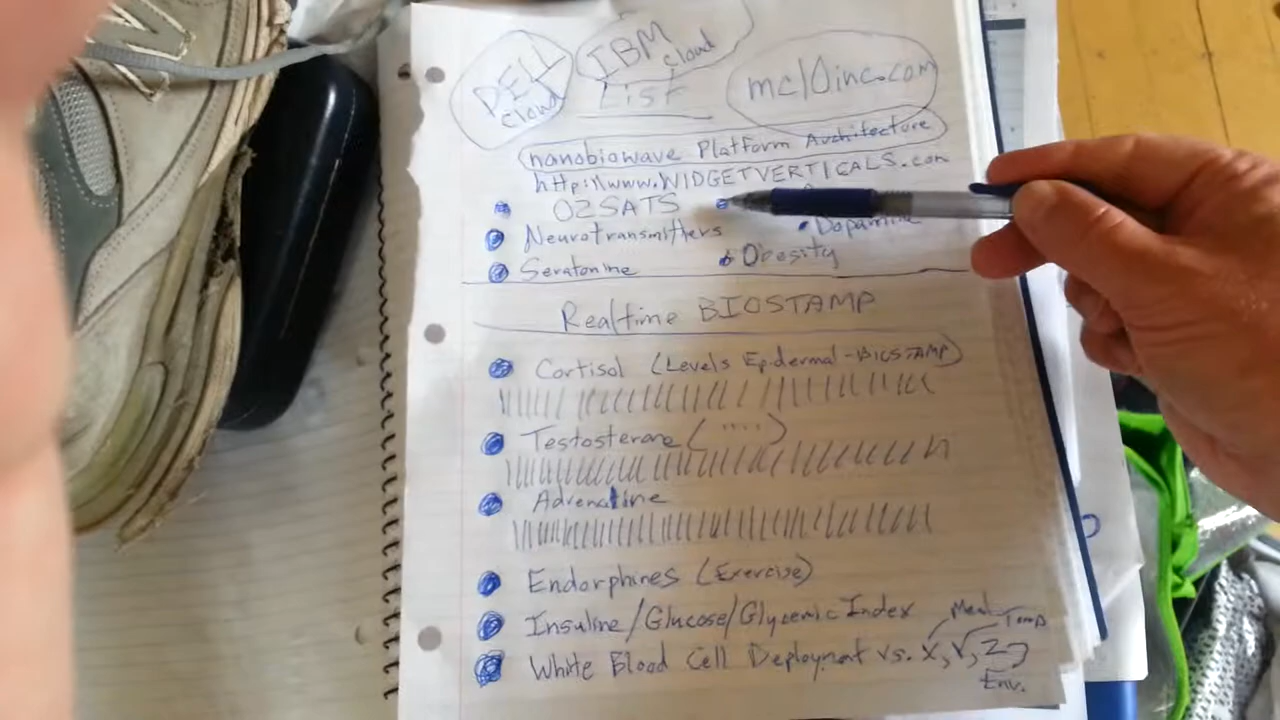 DELL cloud
IBM cloud
List
mc10inc.com
nanobiowave Platform Architecture
http://www.WIDGETVERTICALS.com
O2SATS
Neurotransmitters
Dopamine
Seratonine
Obesity
Realtime BIOSTAMP
Cortisol (Levels Epidermal-BIOSTAMP)
Testosterone (....)
Adrenaline
Endorphines (Exercise)
Insuline/Glucose/Glycemic Index
Meal Temp
White Blood Cell Deployment vs. X, Y, Z
Env.